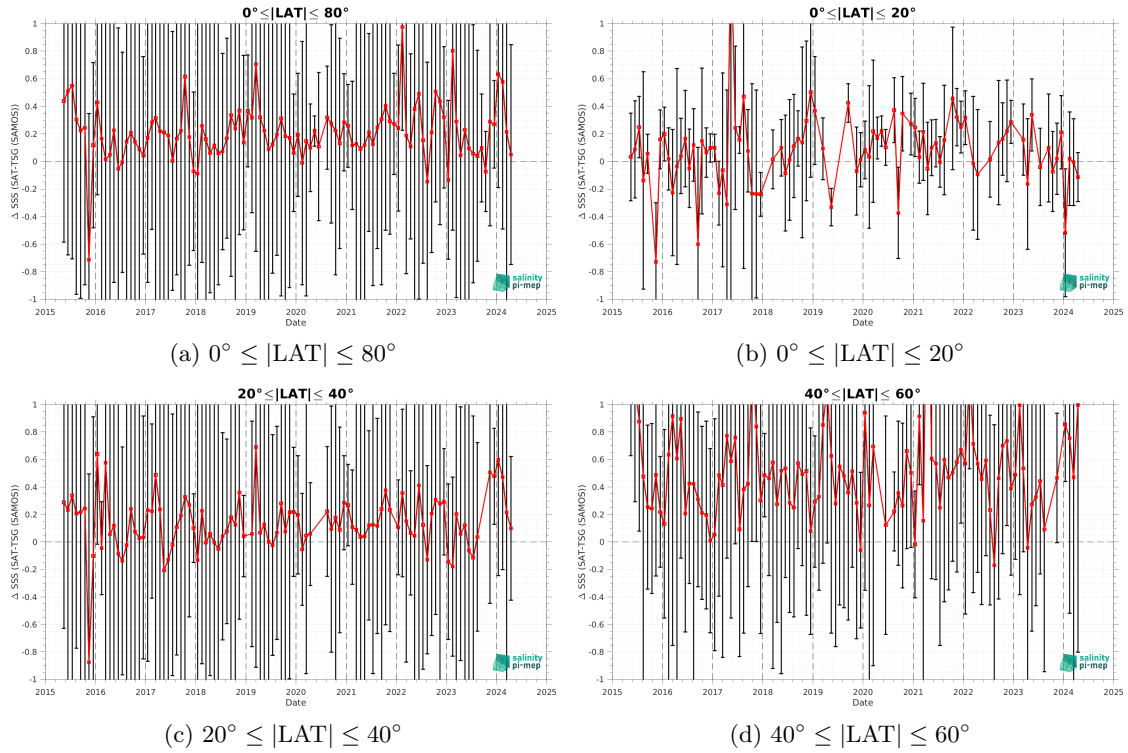 0°≤|LAT|≤ 80°
Δ SSS (SAT-TSG (SAMOS))
1
0.8
0.6
0.4
0.2
0
-0.2
-0.4
-0.6
-0.8
-1
2015 2016 2017 2018 2019 2020 2021 2022 2023 2024 2025
Date
salinity
pi-mep
(a) 0° ≤ |LAT| ≤ 80°
0°≤|LAT|≤ 20°
Δ SSS (SAT-TSG (SAMOS))
1
0.8
0.6
0.4
0.2
0
-0.2
-0.4
-0.6
-0.8
-1
2015 2016 2017 2018 2019 2020 2021 2022 2023 2024 2025
Date
salinity
pi-mep
(b) 0° ≤ |LAT| ≤ 20°
20°≤|LAT|≤ 40°
Δ SSS (SAT-TSG (SAMOS))
1
0.8
0.6
0.4
0.2
0
-0.2
-0.4
-0.6
-0.8
-1
2015 2016 2017 2018 2019 2020 2021 2022 2023 2024 2025
Date
salinity
pi-mep
(c) 20° ≤ |LAT| ≤ 40°
40°≤|LAT|≤ 60°
Δ SSS (SAT-TSG (SAMOS))
1
0.8
0.6
0.4
0.2
0
-0.2
-0.4
-0.6
-0.8
-1
2015 2016 2017 2018 2019 2020 2021 2022 2023 2024 2025
Date
salinity
pi-mep
(d) 40° ≤ |LAT| ≤ 60°